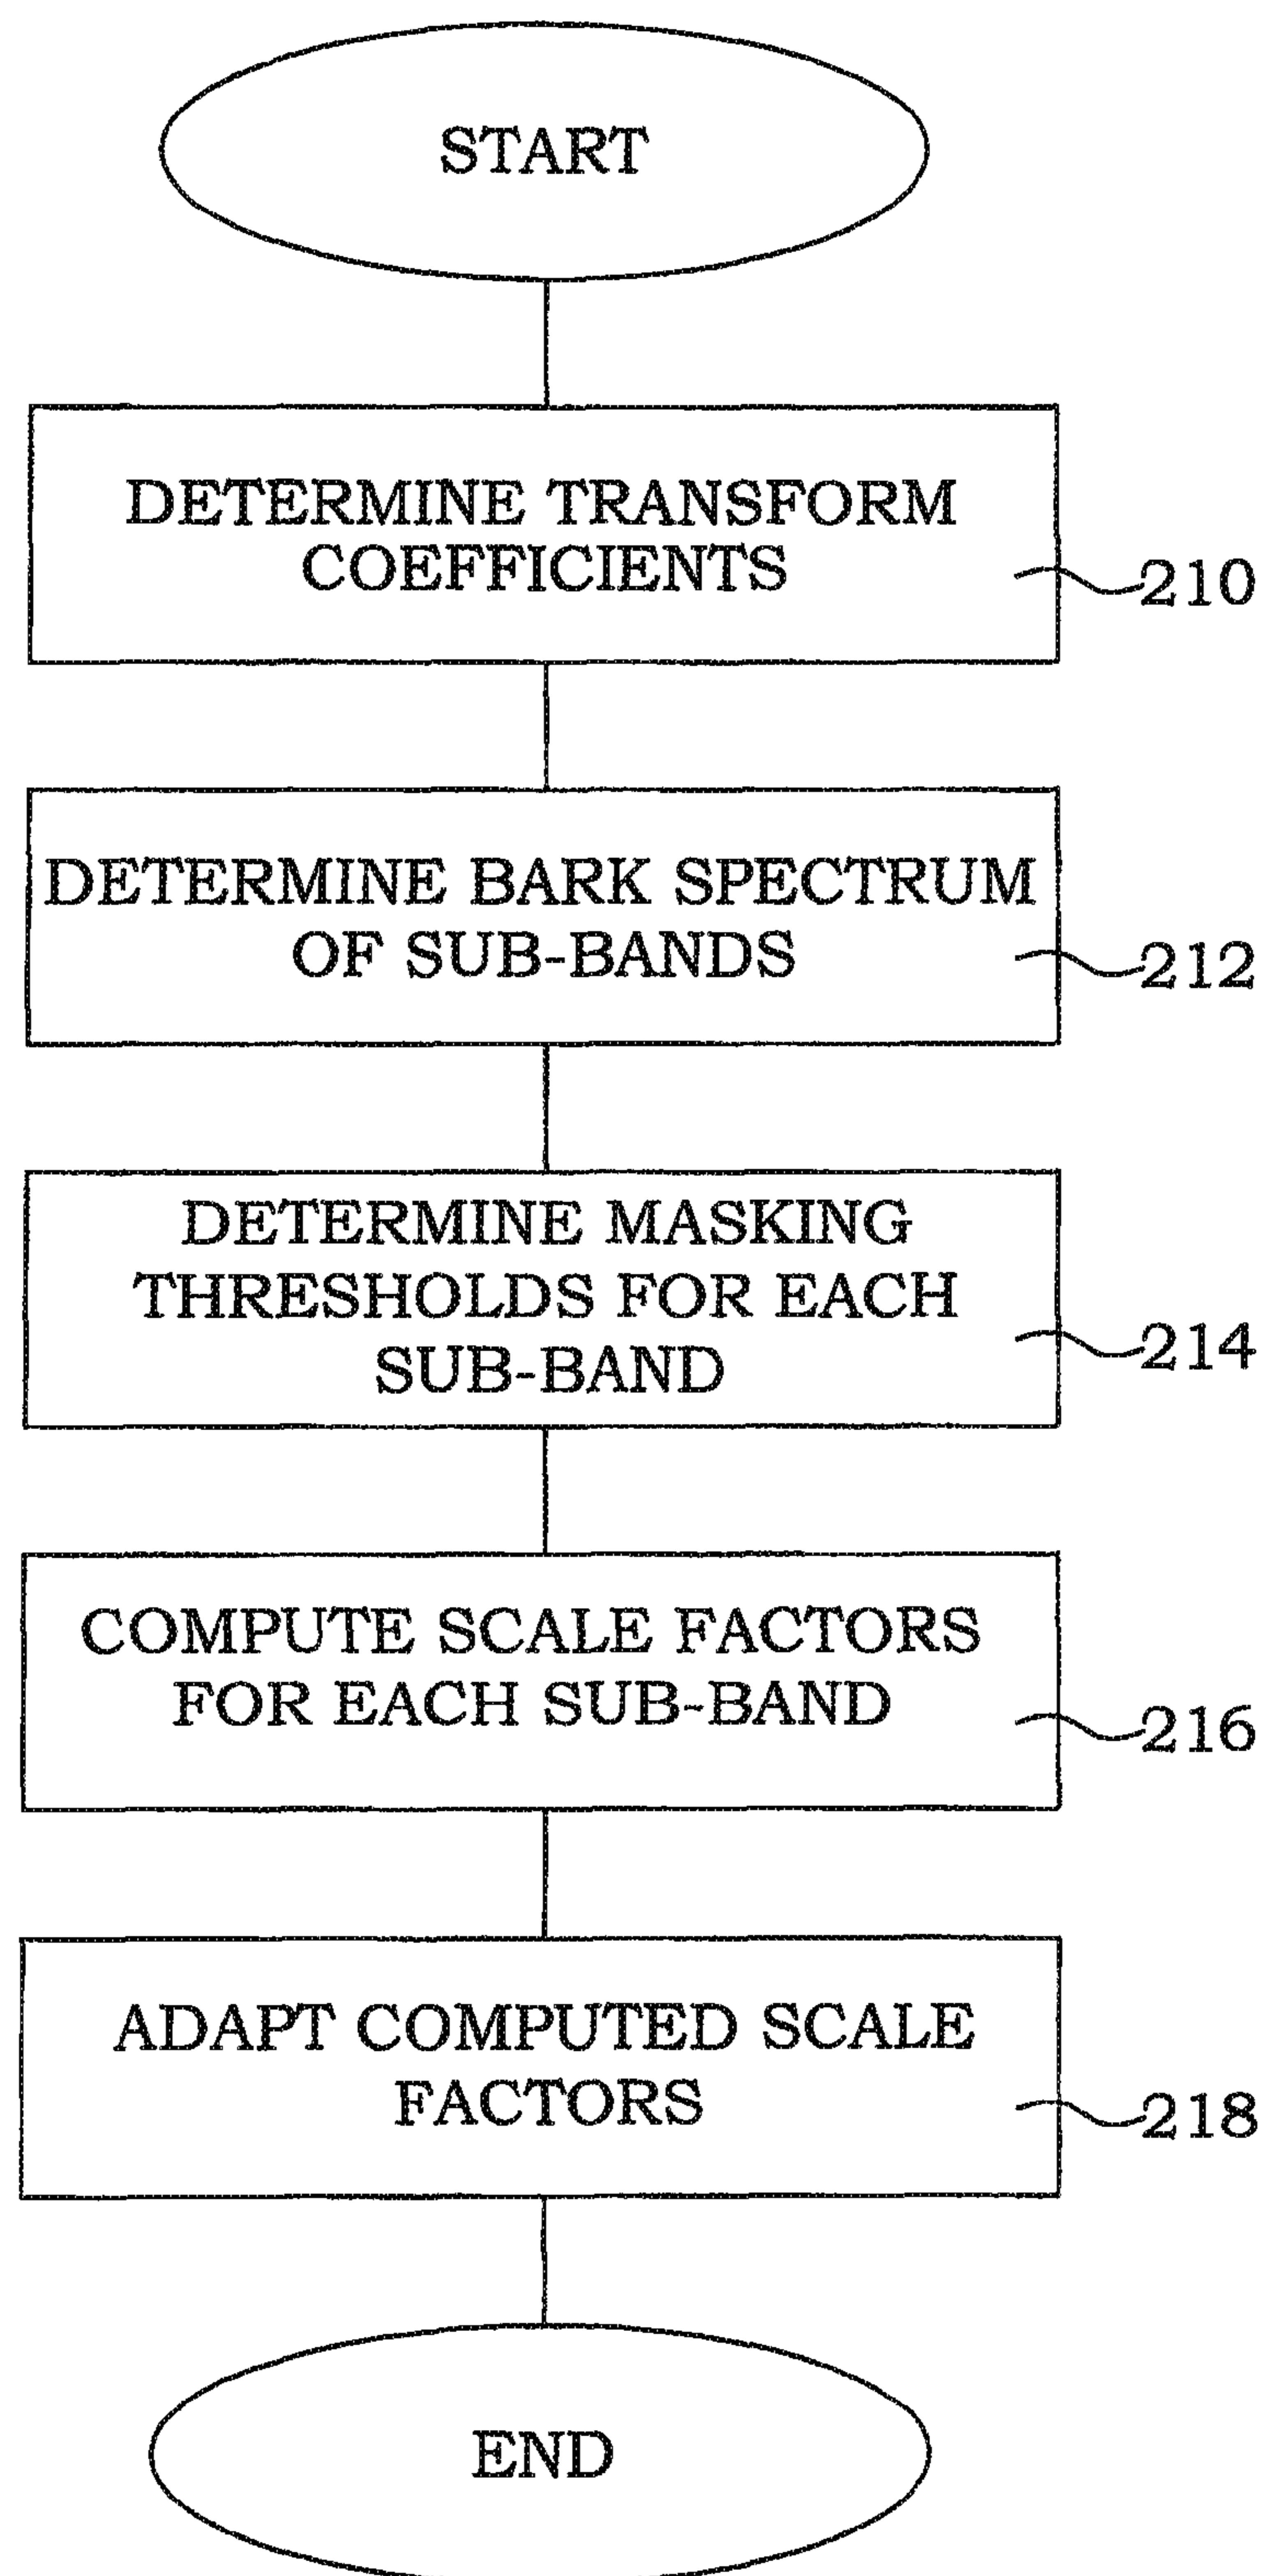 START
DETERMINE TRANSFORM
COEFFICIENTS
210
DETERMINE BARK SPECTRUM
OF SUB-BANDS
212
DETERMINE MASKING
THRESHOLDS FOR EACH
SUB-BAND
214
COMPUTE SCALE FACTORS
FOR EACH SUB-BAND
216
ADAPT COMPUTED SCALE
FACTORS
218
END